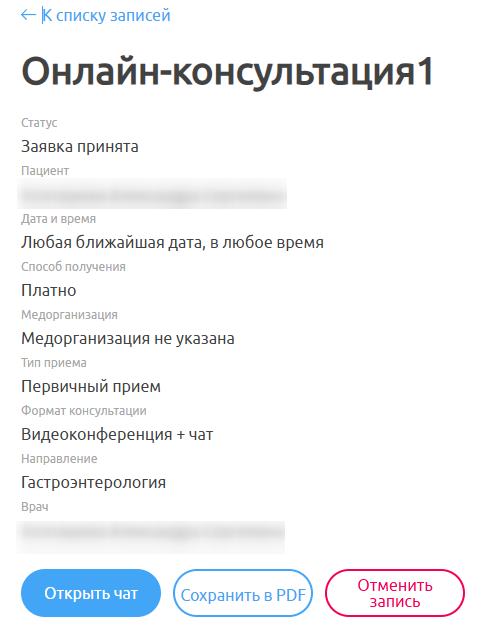 ← К списку записей
Онлайн-консультация1
Статус
Заявка принята
Пациент
Дата и время
Любая ближайшая дата, в любое время
Способ получения
Платно
Медорганизация
Медорганизация не указана
Тип приема
Первичный прием
Формат консультации
Видеоконференция + чат
Направление
Гастроэнтерология
Врач
Открыть чат
Сохранить в PDF
Отменить
запись